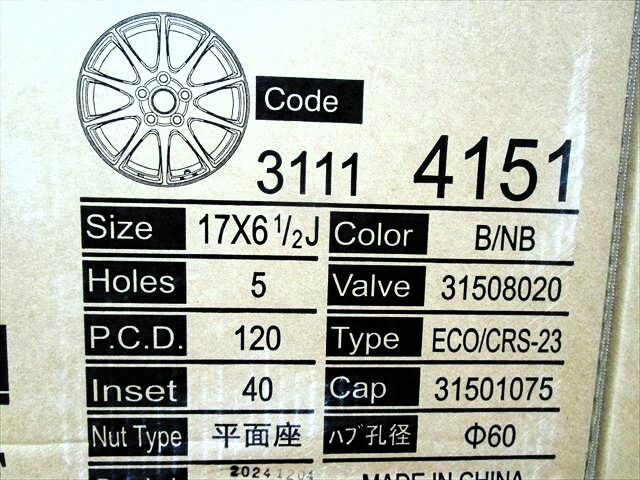 Code
3111 4151
Size 17X6 1/2J Color B/NB
Holes 5 Valve 31508020
P.C.D. 120 Type ECO/CRS-23
Inset 40 Cap 31501075
Nut Type 平面座 ハブ孔径 Φ60
20241204
MADE IN CHINA